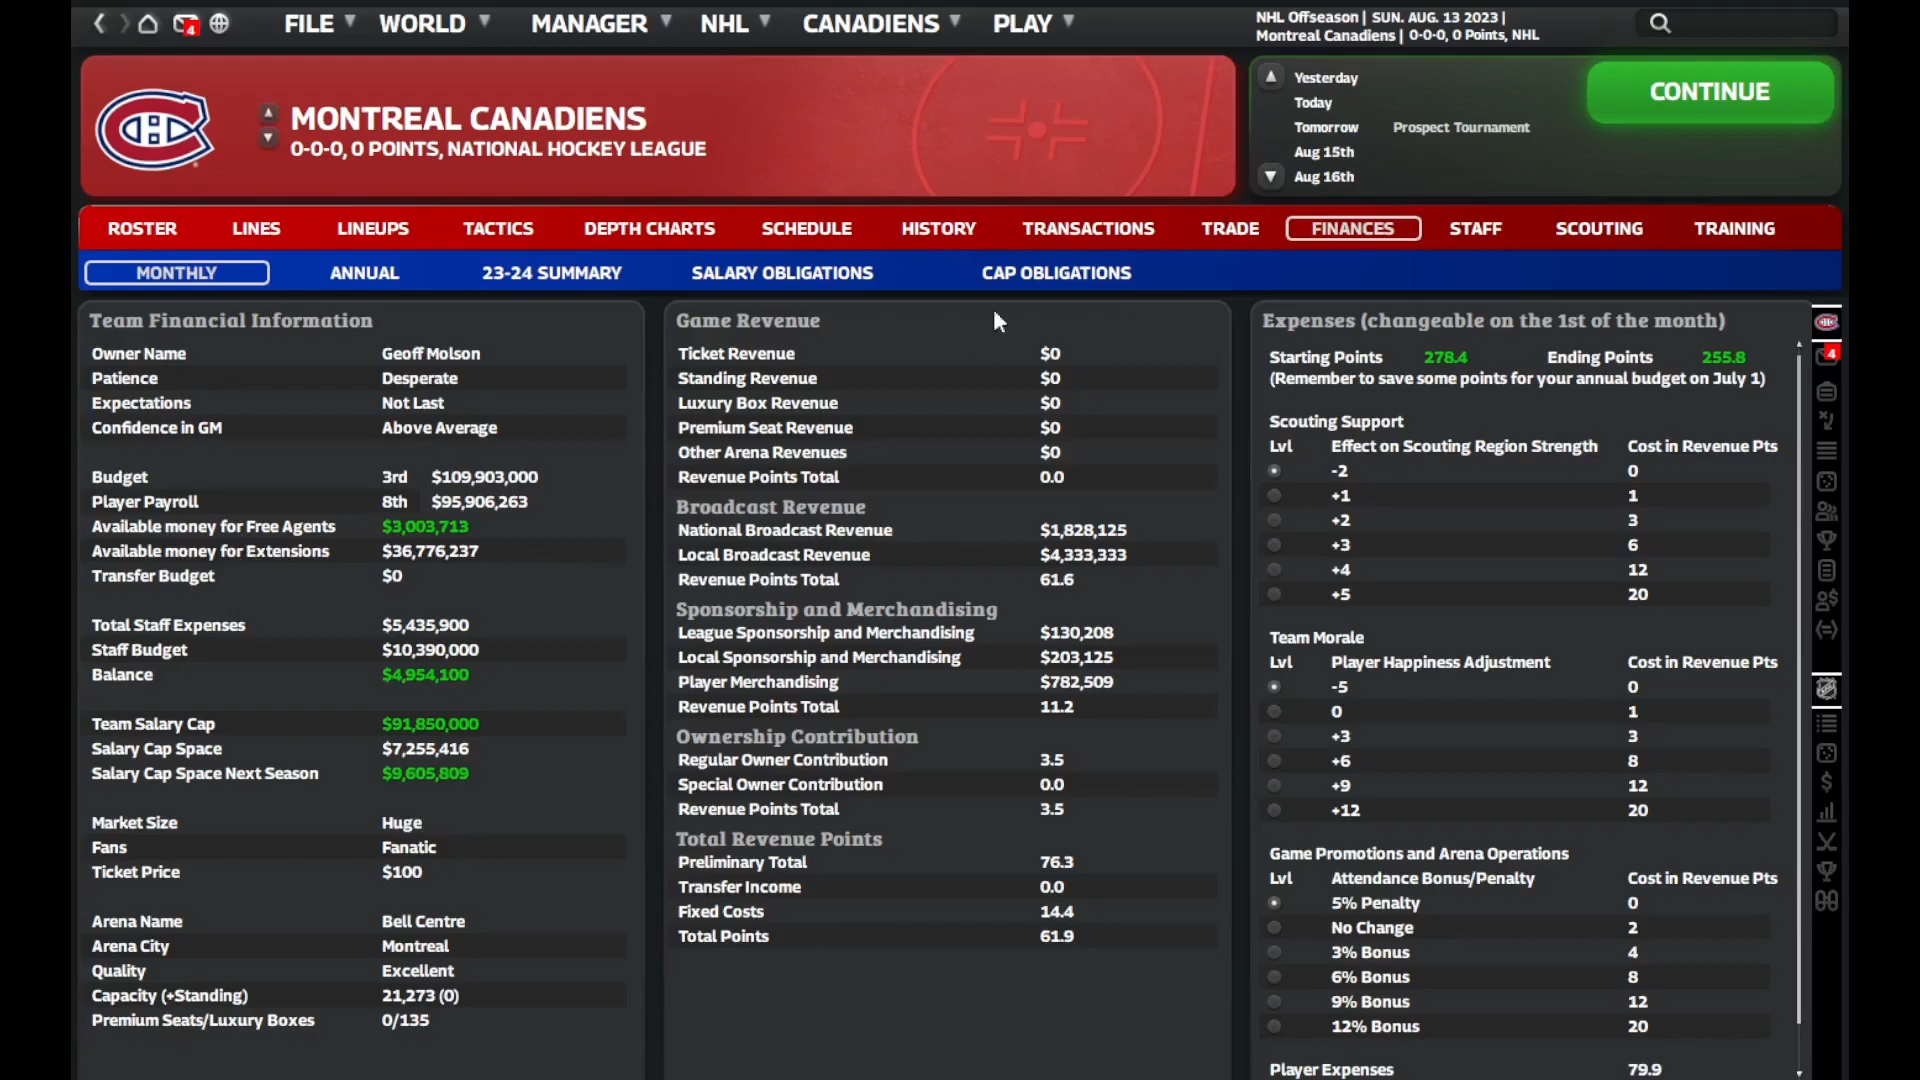 FILE WORLD MANAGER NHL CANADIENS PLAY
4
NHL Offseason | SUN. AUG. 13 2023 |
Montreal Canadiens | 0-0-0, 0 Points, NHL
MONTREAL CANADIENS
0-0-0, 0 POINTS, NATIONAL HOCKEY LEAGUE
Yesterday
Today
Tomorrow Prospect Tournament
Aug 15th
Aug 16th
CONTINUE
ROSTER LINES LINEUPS TACTICS DEPTH CHARTS SCHEDULE HISTORY TRANSACTIONS TRADE FINANCES STAFF SCOUTING TRAINING
MONTHLY ANNUAL 23-24 SUMMARY SALARY OBLIGATIONS CAP OBLIGATIONS
Team Financial Information
Owner Name Geoff Molson
Patience Desperate
Expectations Not Last
Confidence in GM Above Average
Budget 3rd $109,903,000
Player Payroll 8th $95,906,263
Available money for Free Agents $3,003,713
Available money for Extensions $36,776,237
Transfer Budget $0
Total Staff Expenses $5,435,900
Staff Budget $10,390,000
Balance $4,954,100
Team Salary Cap $91,850,000
Salary Cap Space $7,255,416
Salary Cap Space Next Season $9,605,809
Market Size Huge
Fans Fanatic
Ticket Price $100
Arena Name Bell Centre
Arena City Montreal
Quality Excellent
Capacity (+Standing) 21,273 (0)
Premium Seats/Luxury Boxes 0/135
Game Revenue
Ticket Revenue $0
Standing Revenue $0
Luxury Box Revenue $0
Premium Seat Revenue $0
Other Arena Revenues $0
Revenue Points Total 0.0
Broadcast Revenue
National Broadcast Revenue $1,828,125
Local Broadcast Revenue $4,333,333
Revenue Points Total 61.6
Sponsorship and Merchandising
League Sponsorship and Merchandising $130,208
Local Sponsorship and Merchandising $203,125
Player Merchandising $782,509
Revenue Points Total 11.2
Ownership Contribution
Regular Owner Contribution 3.5
Special Owner Contribution 0.0
Revenue Points Total 3.5
Total Revenue Points
Preliminary Total 76.3
Transfer Income 0.0
Fixed Costs 14.4
Total Points 61.9
Expenses (changeable on the 1st of the month)
Starting Points 278.4 Ending Points 255.8
(Remember to save some points for your annual budget on July 1)
Scouting Support
Lvl Effect on Scouting Region Strength Cost in Revenue Pts
-2 0
+1 1
+2 3
+3 6
+4 12
+5 20
Team Morale
Lvl Player Happiness Adjustment Cost in Revenue Pts
-5 0
0 1
+3 3
+6 8
+9 12
+12 20
Game Promotions and Arena Operations
Lvl Attendance Bonus/Penalty Cost in Revenue Pts
5% Penalty 0
No Change 2
3% Bonus 4
6% Bonus 8
9% Bonus 12
12% Bonus 20
Player Expenses 79.9
4